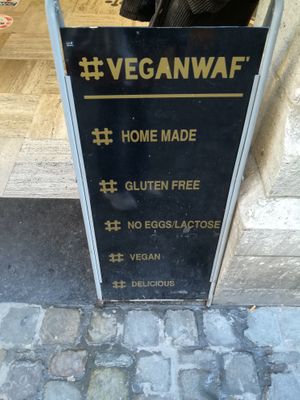 #VEGANWAF'
# HOME MADE
# GLUTEN FREE
# NO EGGS/LACTOSE
# VEGAN
# DELICIOUS